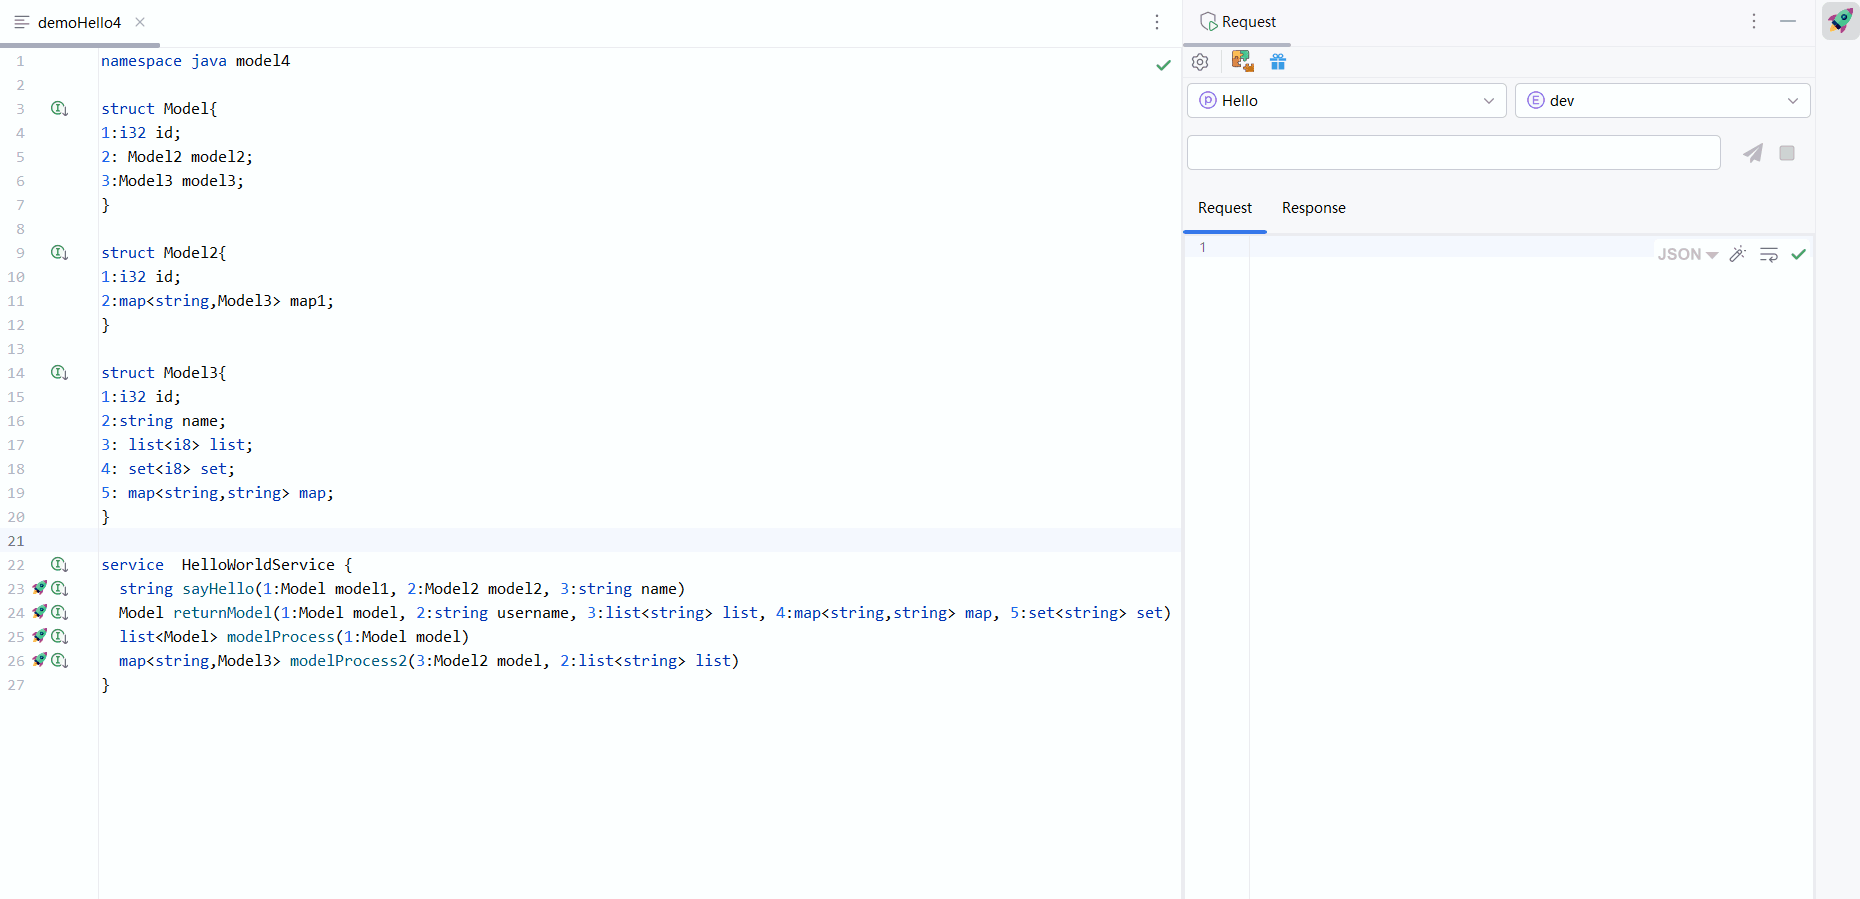 demoHello4
1 namespace java model4
2
3 struct Model{
4 1:i32 id;
5 2: Model2 model2;
6 3:Model3 model3;
7 }
8
9 struct Model2{
10 1:i32 id;
11 2:map<string,Model3> map1;
12 }
13
14 struct Model3{
15 1:i32 id;
16 2:string name;
17 3: list<i8> list;
18 4: set<i8> set;
19 5: map<string,string> map;
20 }
21
22 service  HelloWorldService {
23   string sayHello(1:Model model1, 2:Model2 model2, 3:string name)
24   Model returnModel(1:Model model, 2:string username, 3:list<string> list, 4:map<string,string> map, 5:set<string> set)
25   list<Model> modelProcess(1:Model model)
26   map<string,Model3> modelProcess2(3:Model2 model, 2:list<string> list)
27 }
Request
P Hello
E dev
Request Response
1
JSON